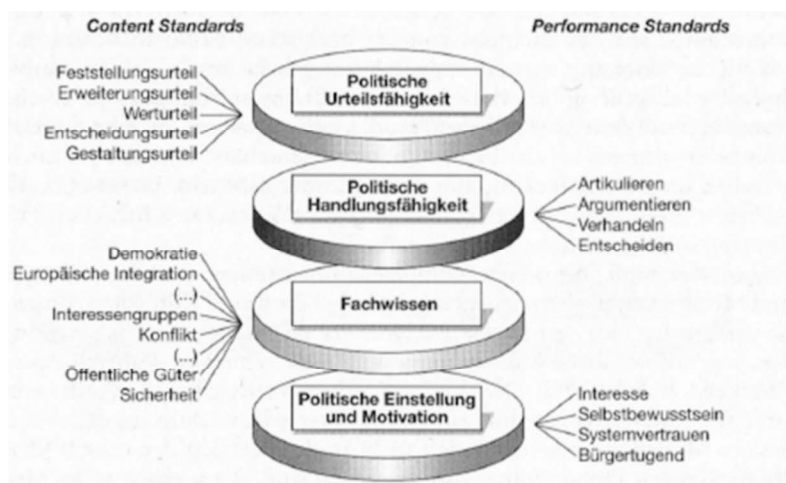 Content Standards
Performance Standards
Feststellungsurteil
Erweiterungsurteil
Werturteil
Entscheidungsurteil
Gestaltungsurteil
Politische
Urteilsfähigkeit
Politische
Handlungsfähigkeit
Artikulieren
Argumentieren
Verhandeln
Entscheiden
Demokratie
Europäische Integration
(...)
Interessengruppen
Konflikt
(...)
Öffentliche Güter
Sicherheit
Fachwissen
Politische Einstellung
und Motivation
Interesse
Selbstbewusstsein
Systemvertrauen
Bürgertugend